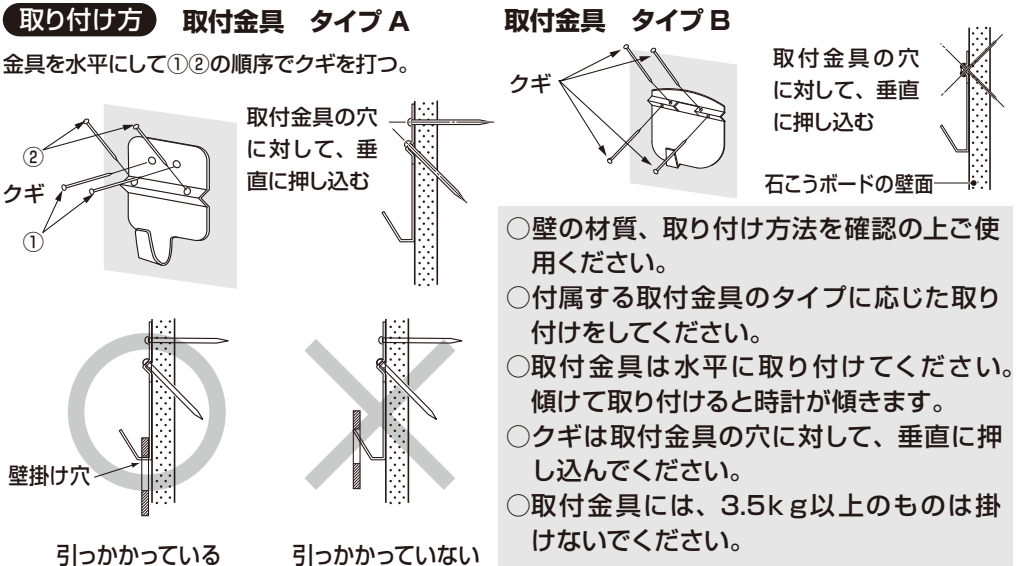 取り付け方 取付金具 タイプ A
金具を水平にして①②の順序でクギを打つ。
②
クギ
①
取付金具の穴
に対して、垂
直に押し込む
壁掛け穴
引っかかっている
引っかかっていない
取付金具 タイプ B
クギ
取付金具の穴
に対して、垂直
に押し込む
石こうボードの壁面
○壁の材質、取り付け方法を確認の上ご使
用ください。
○付属する取付金具のタイプに応じた取り
付けをしてください。
○取付金具は水平に取り付けてください。
傾けて取り付けると時計が傾きます。
○クギは取付金具の穴に対して、垂直に押
し込んでください。
○取付金具には、3.5kg以上のものは掛
けないでください。